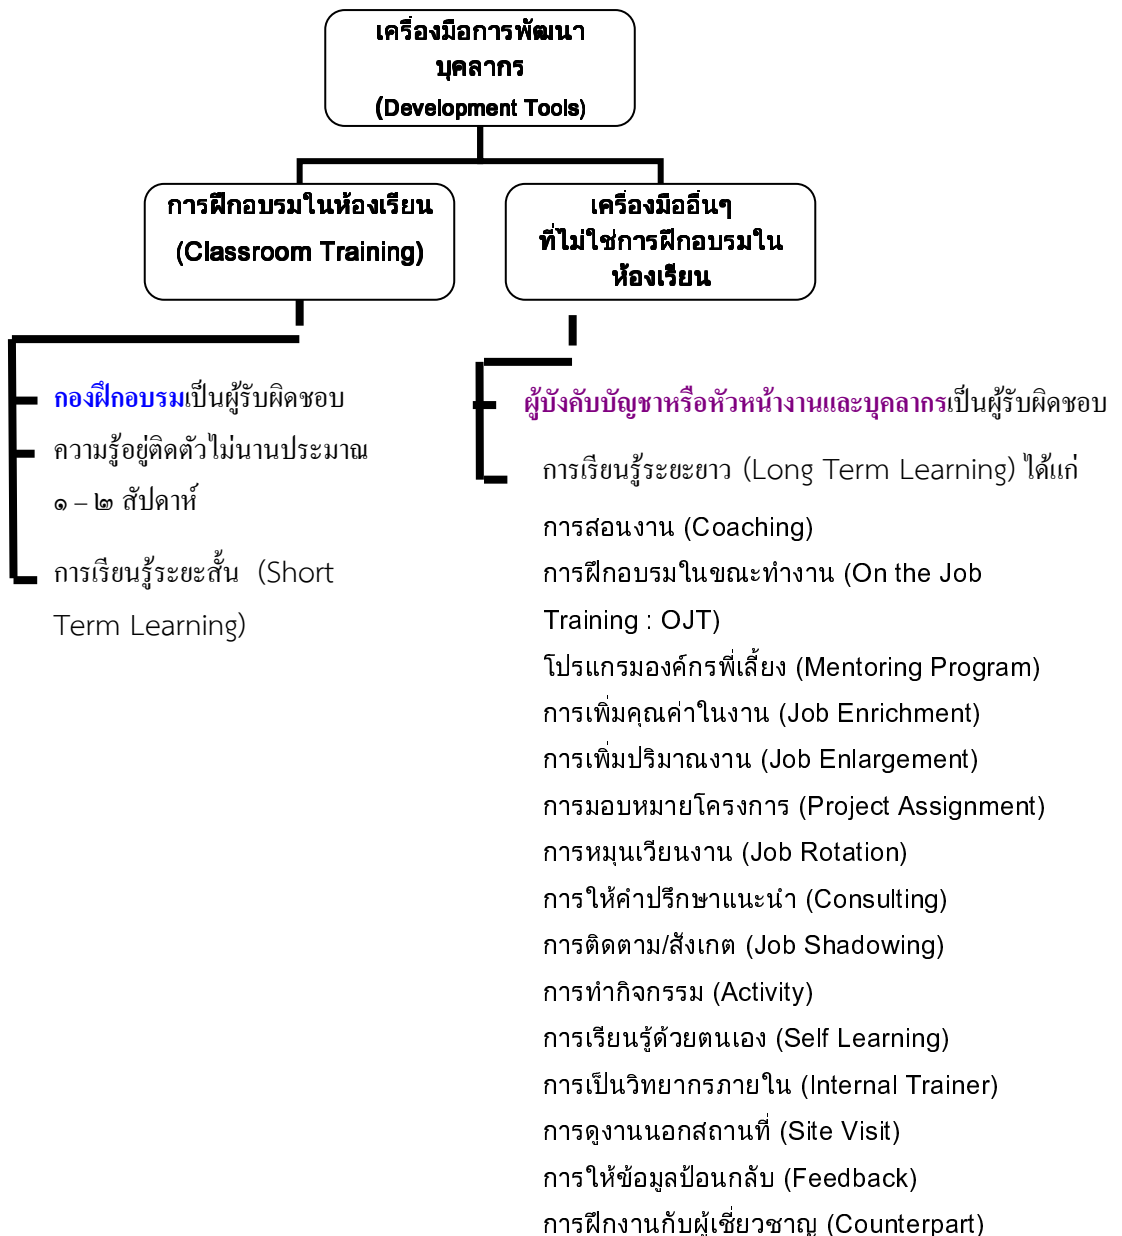 เครื่องมือการพัฒนา
บุคลากร
(Development Tools)
การฝึกอบรมในห้องเรียน
(Classroom Training)
เครื่องมืออื่นๆ
ที่ไม่ใช่การฝึกอบรมใน
ห้องเรียน
กองฝึกอบรมเป็นผู้รับผิดชอบ
ความรู้อยู่ติดตัวไม่นานประมาณ
๑ – ๒ สัปดาห์
การเรียนรู้ระยะสั้น (Short
Term Learning)
ผู้บังคับบัญชาหรือหัวหน้างานและบุคลากรเป็นผู้รับผิดชอบ
การเรียนรู้ระยะยาว (Long Term Learning) ได้แก่
การสอนงาน (Coaching)
การฝึกอบรมในขณะทำงาน (On the Job
Training : OJT)
โปรแกรมองค์กรพี่เลี้ยง (Mentoring Program)
การเพิ่มคุณค่าในงาน (Job Enrichment)
การเพิ่มปริมาณงาน (Job Enlargement)
การมอบหมายโครงการ (Project Assignment)
การหมุนเวียนงาน (Job Rotation)
การให้คำปรึกษาแนะนำ (Consulting)
การติดตาม/สังเกต (Job Shadowing)
การทำกิจกรรม (Activity)
การเรียนรู้ด้วยตนเอง (Self Learning)
การเป็นวิทยากรภายใน (Internal Trainer)
การดูงานนอกสถานที่ (Site Visit)
การให้ข้อมูลป้อนกลับ (Feedback)
การฝึกงานกับผู้เชี่ยวชาญ (Counterpart)